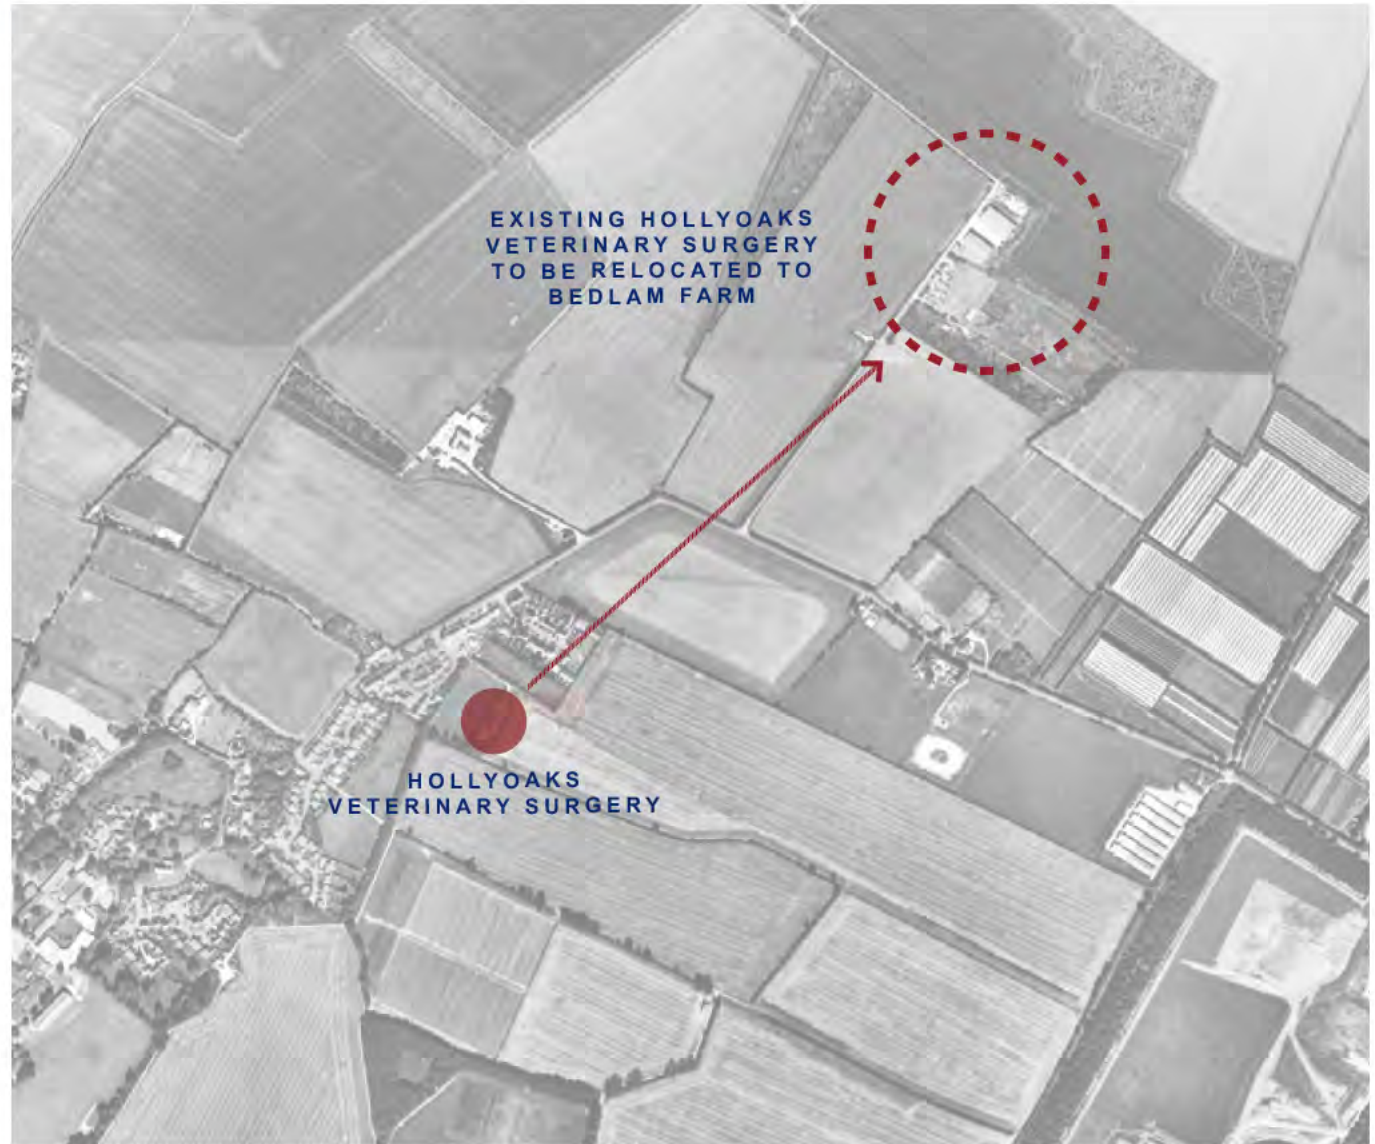 EXISTING HOLLYOAKS
VETERINARY SURGERY
TO BE RELOCATED TO
BEDLAM FARM
HOLLYOAKS
VETERINARY SURGERY